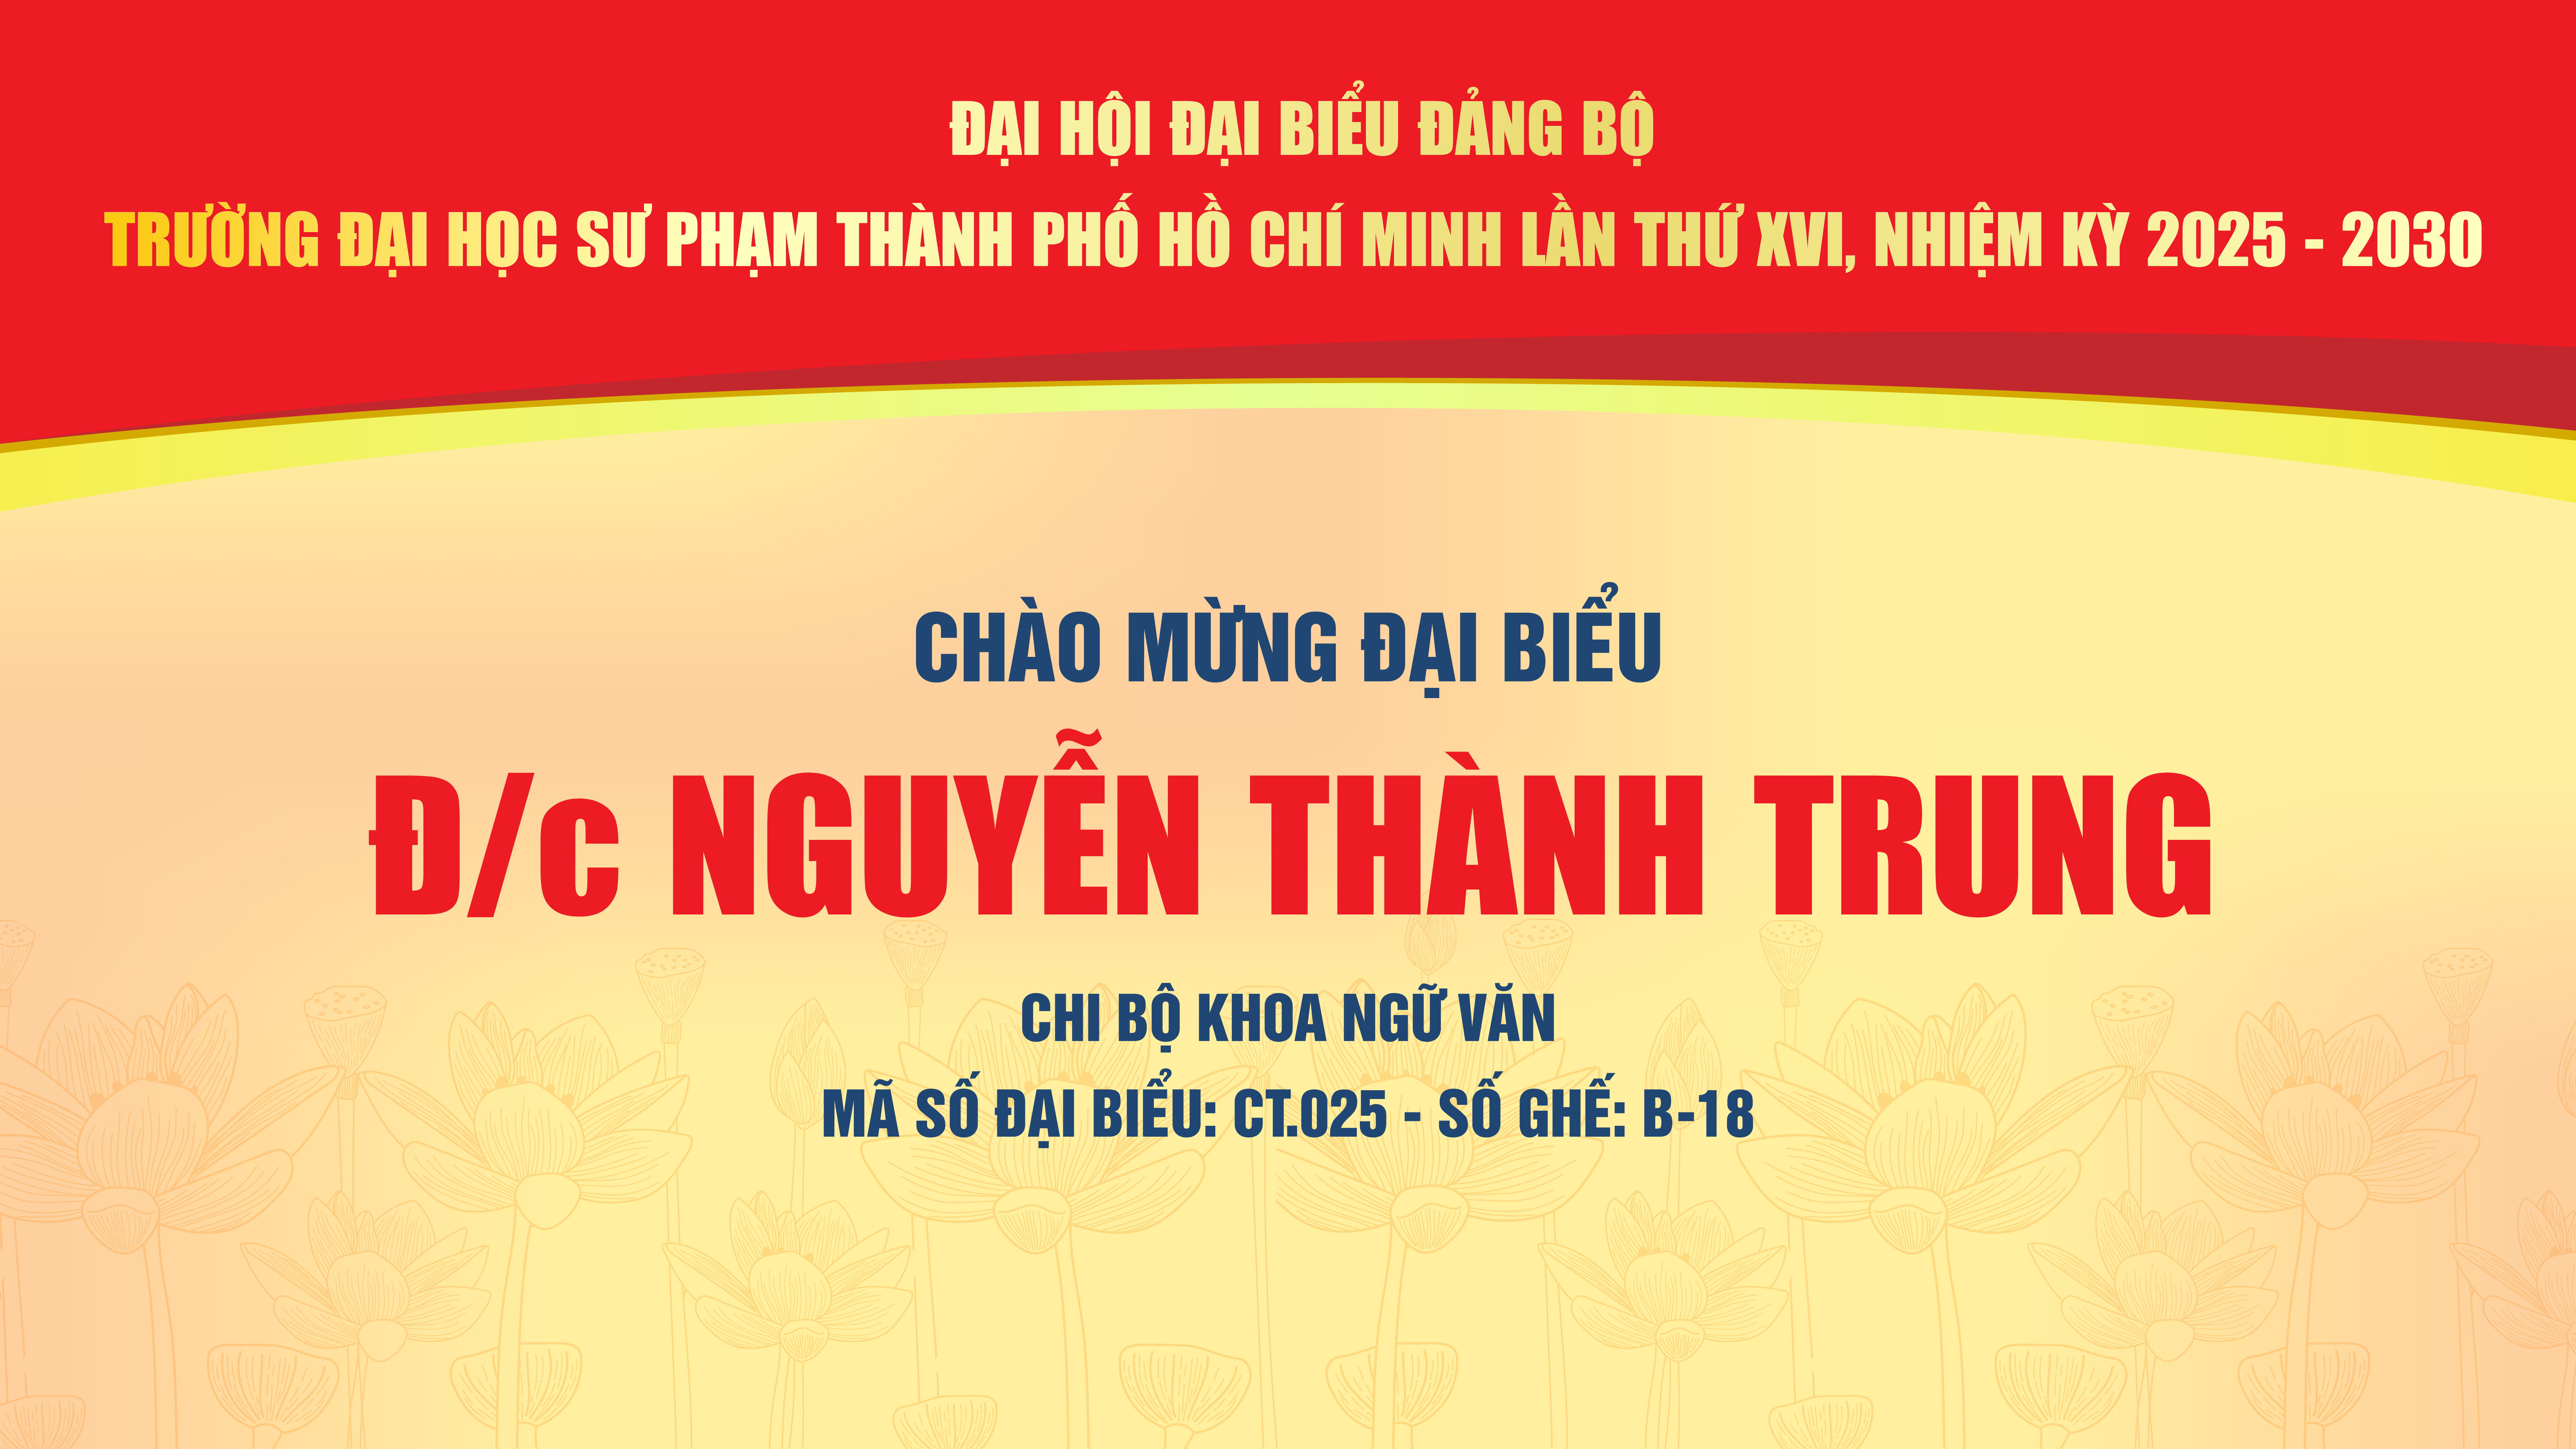 ĐẠI HỘI ĐẠI BIỂU ĐẢNG BỘ
TRƯỜNG ĐẠI HỌC SƯ PHẠM THÀNH PHỐ HỒ CHÍ MINH LẦN THỨ XVI, NHIỆM KỲ 2025 - 2030
CHÀO MỪNG ĐẠI BIỂU
Đ/c NGUYỄN THÀNH TRUNG
CHI BỘ KHOA NGỮ VĂN
MÃ SỐ ĐẠI BIỂU: CT.025 - SỐ GHẾ: B-18